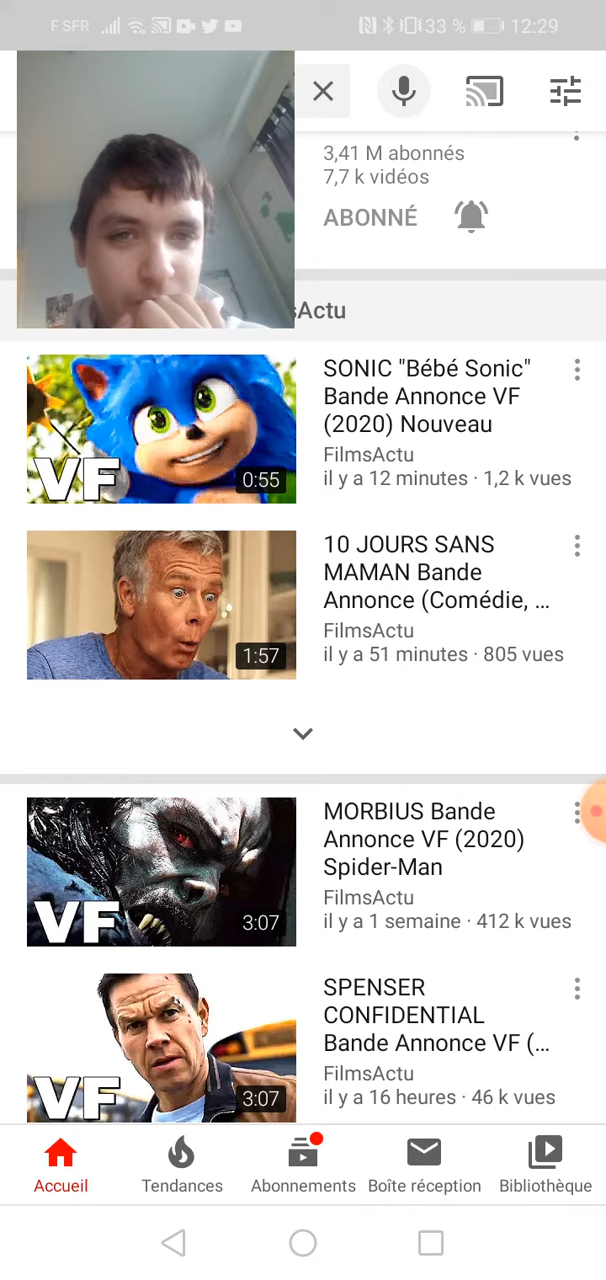 F SFR 33 % 12:29
3,41 M abonnés
7,7 k vidéos
ABONNÉ
sActu
SONIC "Bébé Sonic"
Bande Annonce VF
(2020) Nouveau
FilmsActu
il y a 12 minutes · 1,2 k vues
VF
0:55
10 JOURS SANS
MAMAN Bande
Annonce (Comédie, ...
FilmsActu
il y a 51 minutes · 805 vues
1:57
MORBIUS Bande
Annonce VF (2020)
Spider-Man
FilmsActu
il y a 1 semaine · 412 k vues
VF
3:07
SPENSER
CONFIDENTIAL
Bande Annonce VF (...
FilmsActu
il y a 16 heures · 46 k vues
VF
3:07
Accueil Tendances Abonnements Boîte réception Bibliothèque